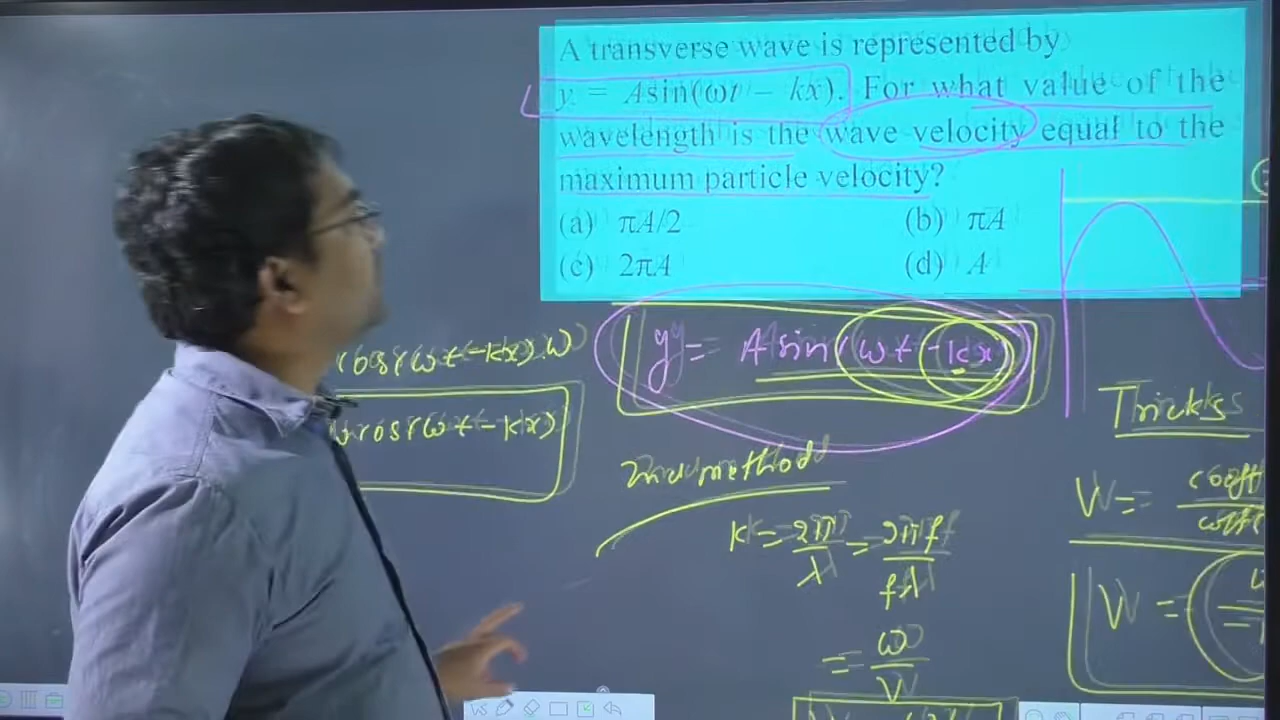 A transverse wave is represented by
y = A sin(ωt – kx). For what value of the
wavelength is the wave velocity equal to the
maximum particle velocity?
(a) πA/2 (b) πA
(c) 2πA (d) A
y = A sin (ωt - kx)
cos (ωt - kx) ω
ω cos (ωt - kx)
IInd method
k = 2π/λ = 2πf/fλ
= ω/V
Tricks
V =
V =